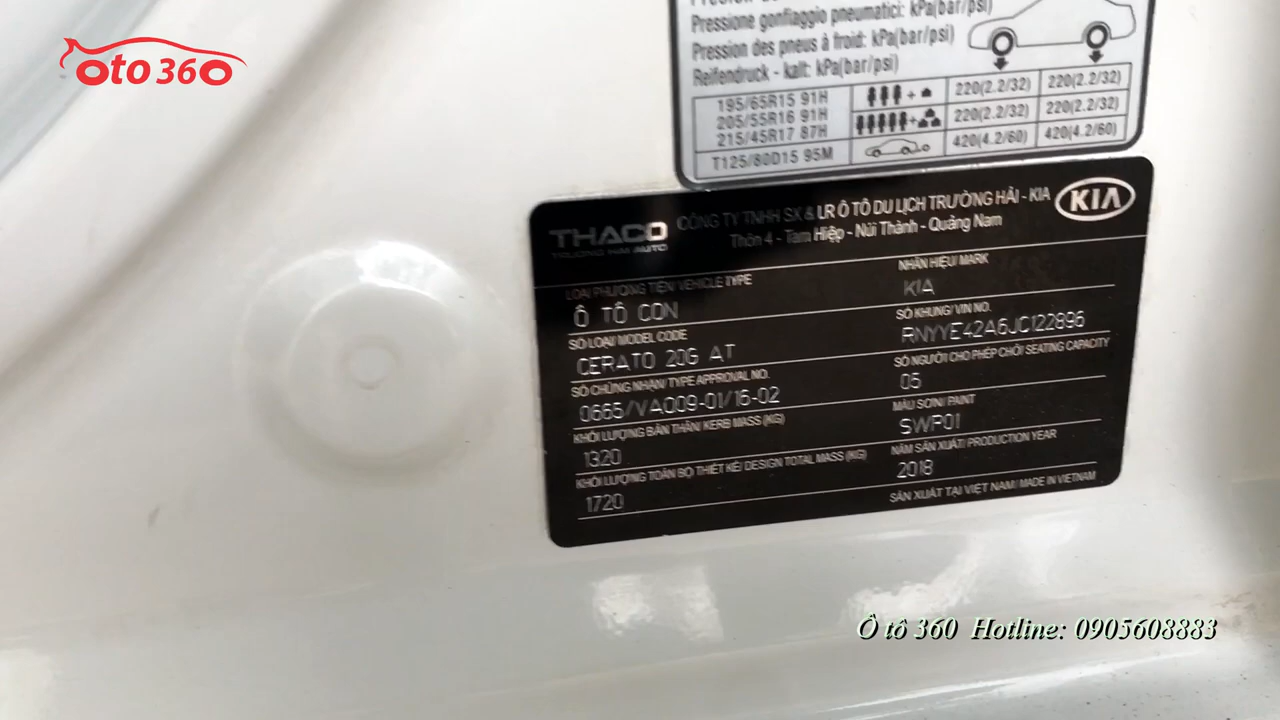 oto 360
Pressione gonfiaggio pneumatici: kPa(bar/psi)
Pression des pneus à froid: kPa(bar/psi)
Reifendruck - kalt: kPa(bar/psi)
195/65R15 91H
205/55R16 91H
215/45R17 87H
220(2.2/32) 220(2.2/32)
220(2.2/32) 220(2.2/32)
T125/80D15 95M 420(4.2/60) 420(4.2/60)
THACO
TRUONG HAI AUTO
CÔNG TY TNHH SX & LR Ô TÔ DU LỊCH TRƯỜNG HẢI - KIA
Thôn 4 - Tam Hiệp - Núi Thành - Quảng Nam
KIA
LOẠI PHƯƠNG TIỆN/ VEHICLE TYPE
Ô TÔ CON
NHÃN HIỆU/ MARK
KIA
SỐ LOẠI/ MODEL CODE
CERATO 20G AT
SỐ KHUNG/ VIN NO.
RNYYE42A6JC122896
SỐ CHỨNG NHẬN/ TYPE APPROVAL NO.
0665/VA009-01/16-02
SỐ NGƯỜI CHO PHÉP CHỞ/ SEATING CAPACITY
05
KHỐI LƯỢNG BẢN THÂN/ KERB MASS (KG)
1320
MÀU SƠN/ PAINT
SWP01
KHỐI LƯỢNG TOÀN BỘ THIẾT KẾ/ DESIGN TOTAL MASS (KG)
1720
NĂM SẢN XUẤT/ PRODUCTION YEAR
2018
SẢN XUẤT TẠI VIỆT NAM/ MADE IN VIETNAM
Ô tô 360 Hotline: 0905608883